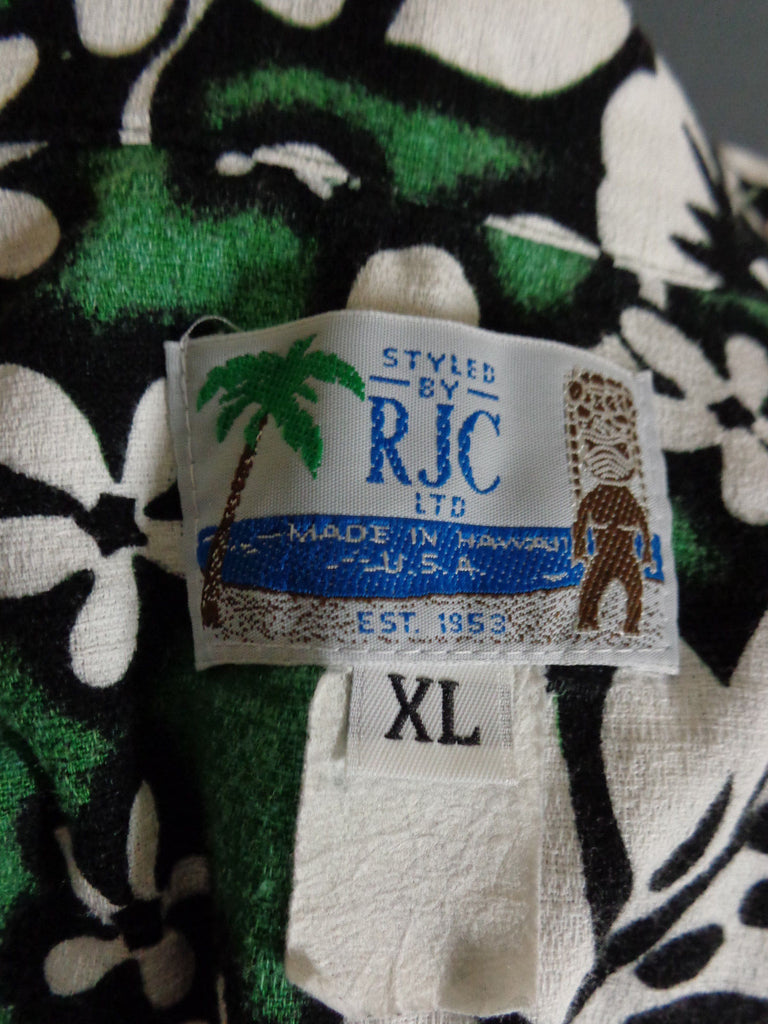 STYLED
BY
RJC
LTD
MADE IN HAWAII
U.S.A.
EST. 1953
XL